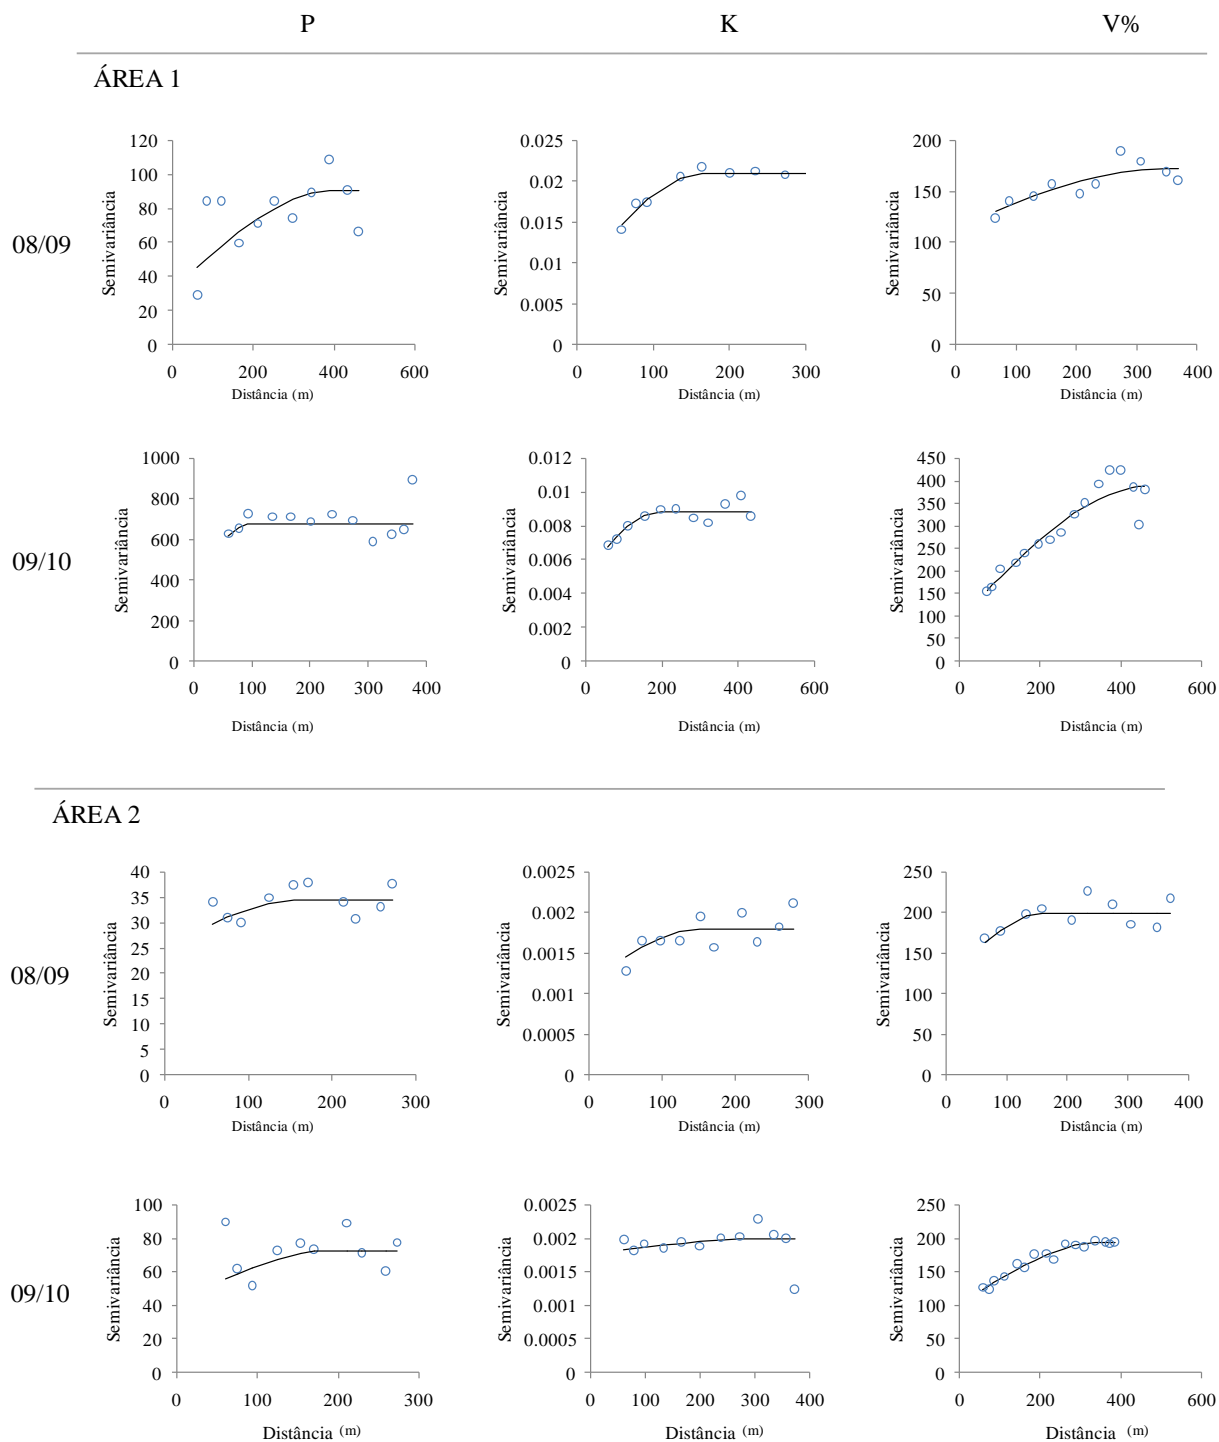 P K V%
ÁREA 1
08/09
Semivariância
120
100
80
60
40
20
0
0 200 400 600
Distância (m)
Semivariância
0.025
0.02
0.015
0.01
0.005
0
0 100 200 300
Distância (m)
Semivariância
200
150
100
50
0
0 100 200 300 400
Distância (m)
09/10
Semivariância
1000
800
600
400
200
0
0 100 200 300 400
Distância (m)
Semivariância
0.012
0.01
0.008
0.006
0.004
0.002
0
0 200 400 600
Distância (m)
Semivariância
450
400
350
300
250
200
150
100
50
0
0 200 400 600
Distância (m)
ÁREA 2
08/09
Semivariância
40
35
30
25
20
15
10
5
0
0 100 200 300
Distância (m)
Semivariância
0.0025
0.002
0.0015
0.001
0.0005
0
0 100 200 300
Distância (m)
Semivariância
250
200
150
100
50
0
0 100 200 300 400
Distância (m)
09/10
Semivariância
100
80
60
40
20
0
0 100 200 300
Distância (m)
Semivariância
0.0025
0.002
0.0015
0.001
0.0005
0
0 100 200 300 400
Distância (m)
Semivariância
250
200
150
100
50
0
0 200 400 600
Distância (m)